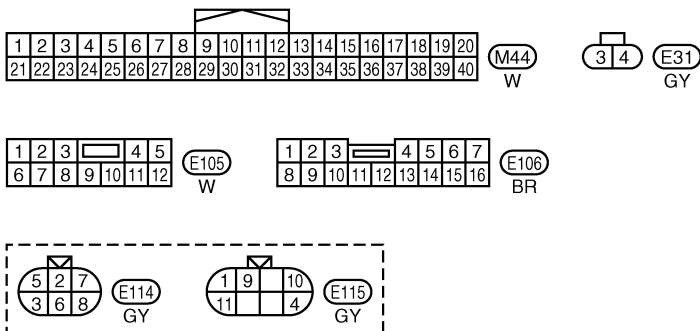 1 2 3 4 5 6 7 8 9 10 11 12 13 14 15 16 17 18 19 20
21 22 23 24 25 26 27 28 29 30 31 32 33 34 35 36 37 38 39 40
M44
W
3 4
E31
GY
1 2 3 4 5
6 7 8 9 10 11 12
E105
W
1 2 3 4 5 6 7
8 9 10 11 12 13 14 15 16
E106
BR
5 2 7
3 6 8
E114
GY
1 9 10
11 4
E115
GY